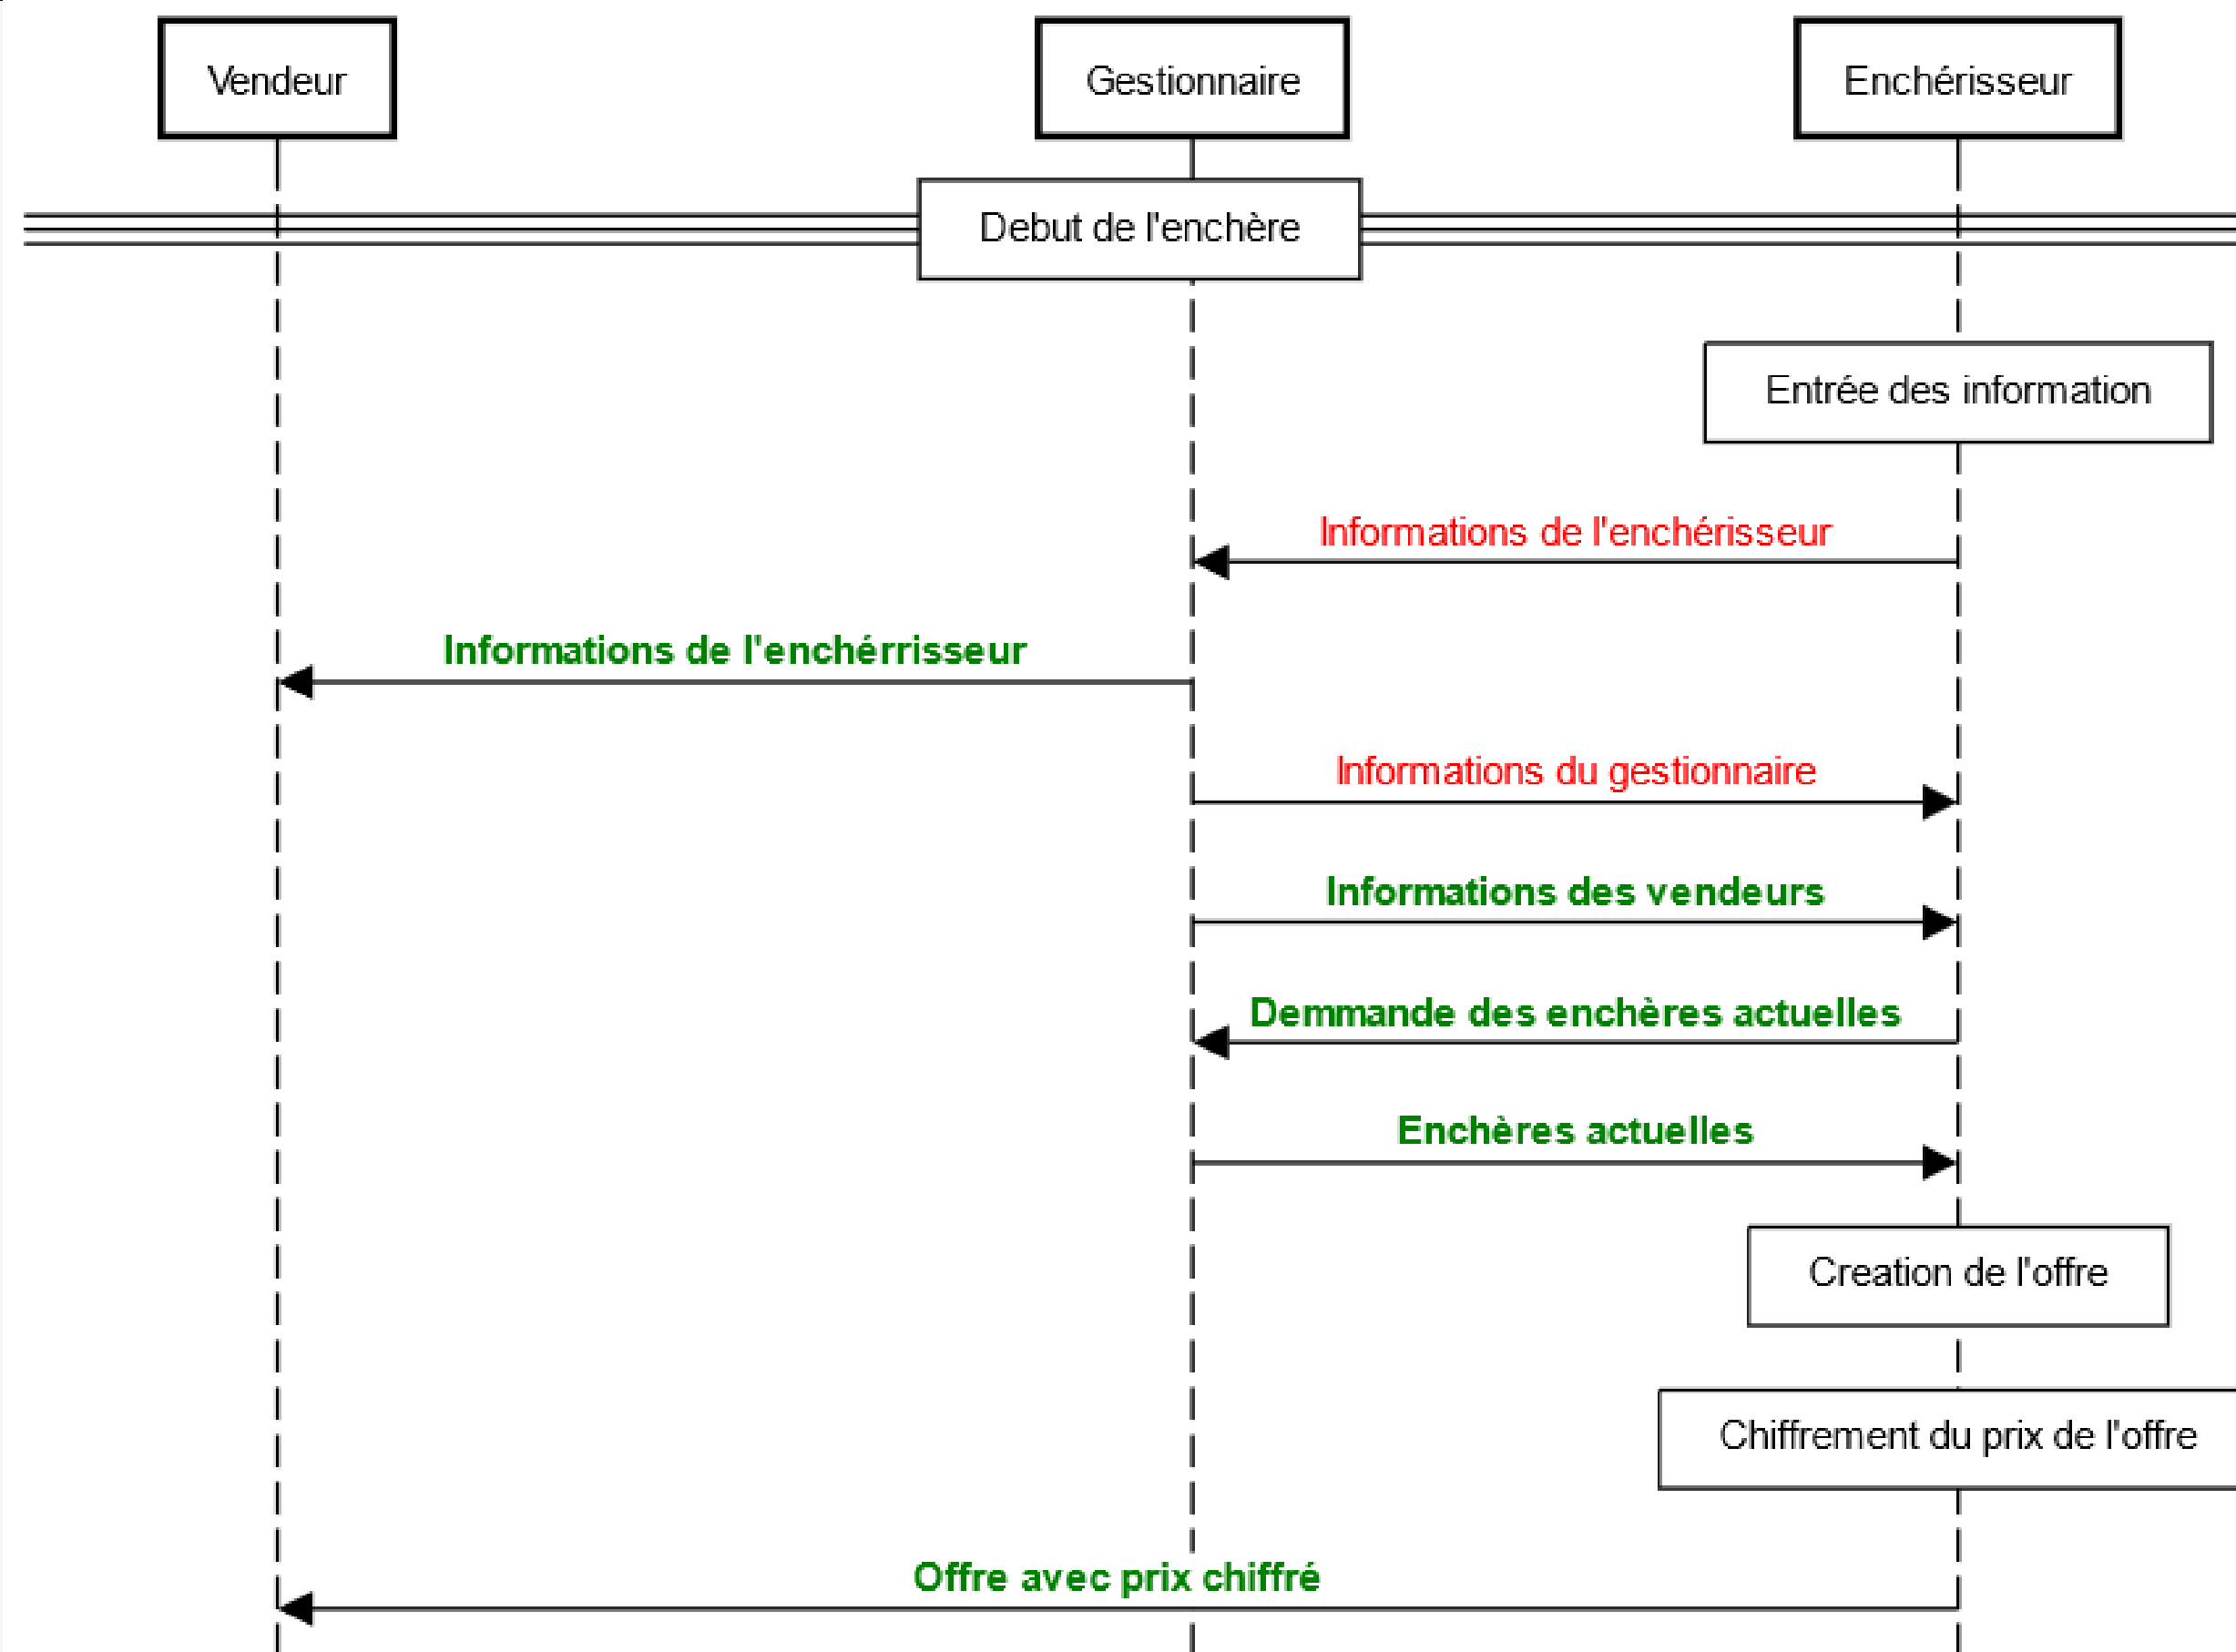 Vendeur
Gestionnaire
Enchérisseur
Debut de l'enchère
Entrée des information
Informations de l'enchérisseur
Informations de l'enchérrisseur
Informations du gestionnaire
Informations des vendeurs
Demmande des enchères actuelles
Enchères actuelles
Creation de l'offre
Chiffrement du prix de l'offre
Offre avec prix chiffré